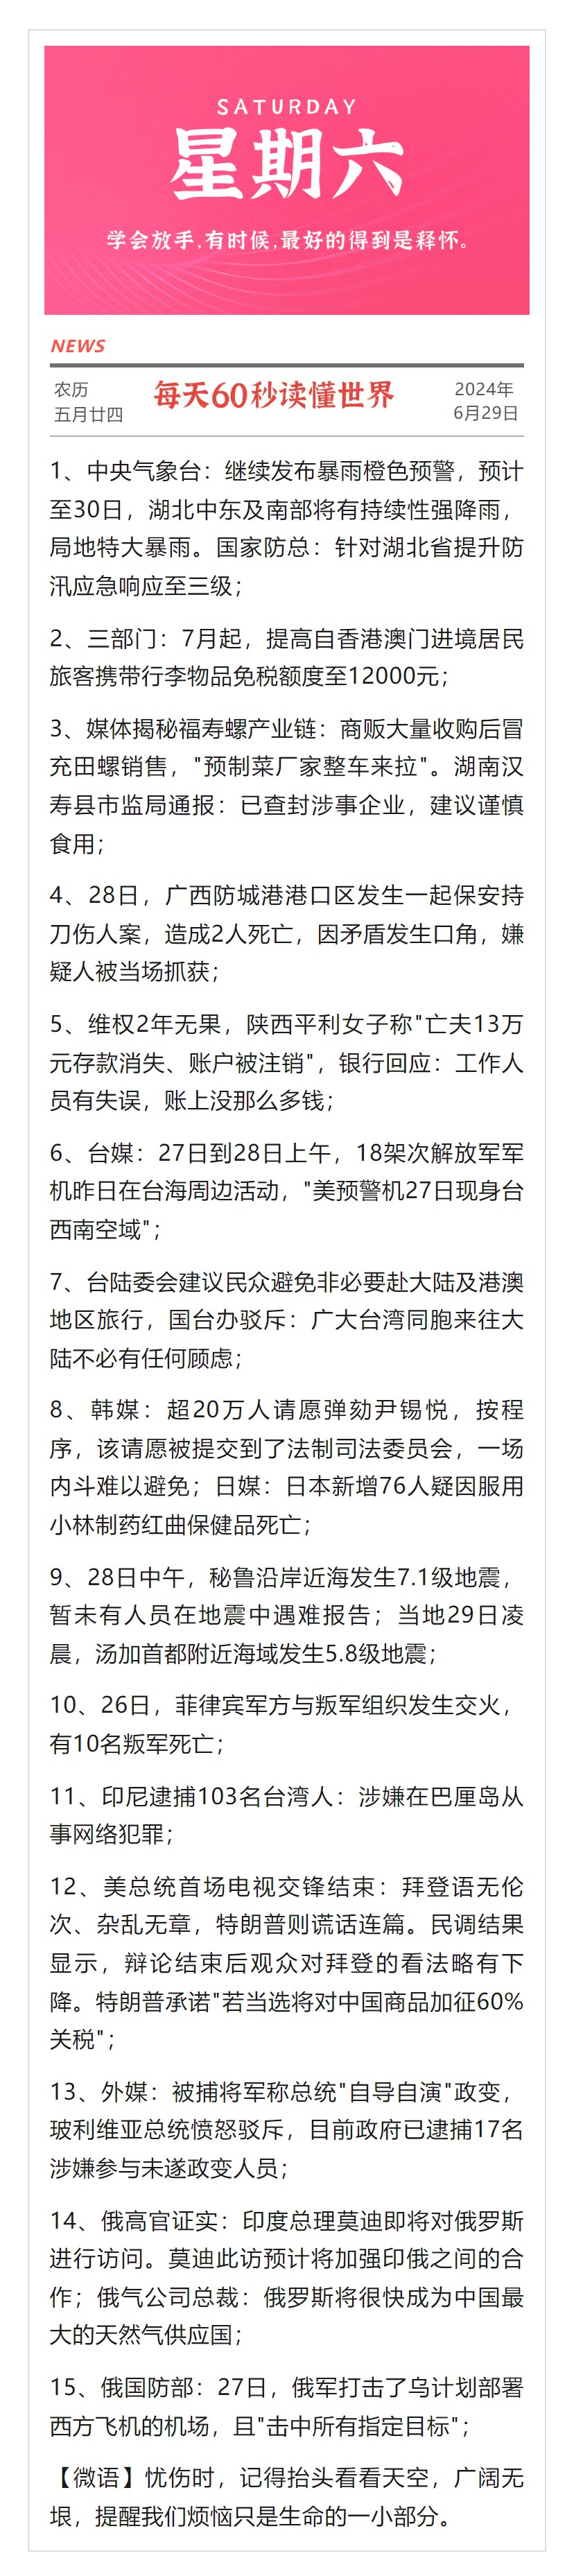 SATURDAY
星期六
学会放手,有时候,最好的得到是释怀。
NEWS
农历
五月廿四
每天60秒读懂世界
2024年
6月29日
1、中央气象台：继续发布暴雨橙色预警，预计
至30日，湖北中东及南部将有持续性强降雨，
局地特大暴雨。国家防总：针对湖北省提升防
汛应急响应至三级；
2、三部门：7月起，提高自香港澳门进境居民
旅客携带行李物品免税额度至12000元；
3、媒体揭秘福寿螺产业链：商贩大量收购后冒
充田螺销售，"预制菜厂家整车来拉"。湖南汉
寿县市监局通报：已查封涉事企业，建议谨慎
食用；
4、28日，广西防城港港口区发生一起保安持
刀伤人案，造成2人死亡，因矛盾发生口角，嫌
疑人被当场抓获；
5、维权2年无果，陕西平利女子称"亡夫13万
元存款消失、账户被注销"，银行回应：工作人
员有失误，账上没那么多钱；
6、台媒：27日到28日上午，18架次解放军军
机昨日在台海周边活动，"美预警机27日现身台
西南空域"；
7、台陆委会建议民众避免非必要赴大陆及港澳
地区旅行，国台办驳斥：广大台湾同胞来往大
陆不必有任何顾虑；
8、韩媒：超20万人请愿弹劾尹锡悦，按程
序，该请愿被提交到了法制司法委员会，一场
内斗难以避免；日媒：日本新增76人疑因服用
小林制药红曲保健品死亡；
9、28日中午，秘鲁沿岸近海发生7.1级地震，
暂未有人员在地震中遇难报告；当地29日凌
晨，汤加首都附近海域发生5.8级地震；
10、26日，菲律宾军方与叛军组织发生交火，
有10名叛军死亡；
11、印尼逮捕103名台湾人：涉嫌在巴厘岛从
事网络犯罪；
12、美总统首场电视交锋结束：拜登语无伦
次、杂乱无章，特朗普则谎话连篇。民调结果
显示，辩论结束后观众对拜登的看法略有下
降。特朗普承诺"若当选将对中国商品加征60%
关税"；
13、外媒：被捕将军称总统"自导自演"政变，
玻利维亚总统愤怒驳斥，目前政府已逮捕17名
涉嫌参与未遂政变人员；
14、俄高官证实：印度总理莫迪即将对俄罗斯
进行访问。莫迪此访预计将加强印俄之间的合
作；俄气公司总裁：俄罗斯将很快成为中国最
大的天然气供应国；
15、俄国防部：27日，俄军打击了乌计划部署
西方飞机的机场，且"击中所有指定目标"；
【微语】忧伤时，记得抬头看看天空，广阔无
垠，提醒我们烦恼只是生命的一小部分。